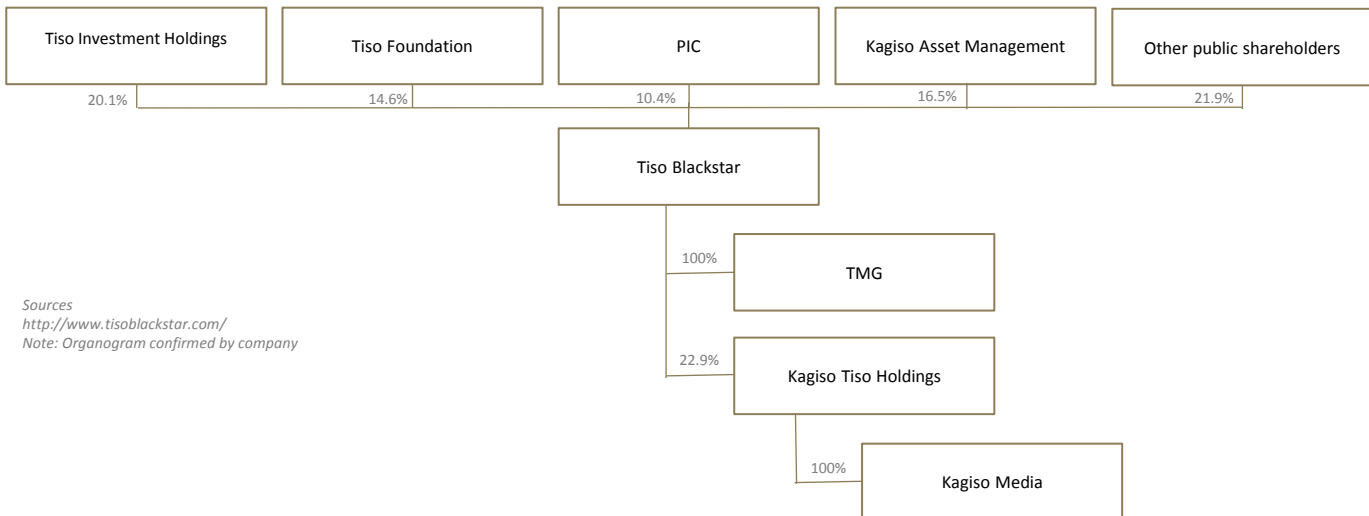 Tiso Investment Holdings
Tiso Foundation
PIC
Kagiso Asset Management
Other public shareholders
20.1%
14.6%
10.4%
16.5%
21.9%
Tiso Blackstar
100%
TMG
Sources
http://www.tisoblackstar.com/
Note: Organogram confirmed by company
22.9%
Kagiso Tiso Holdings
100%
Kagiso Media